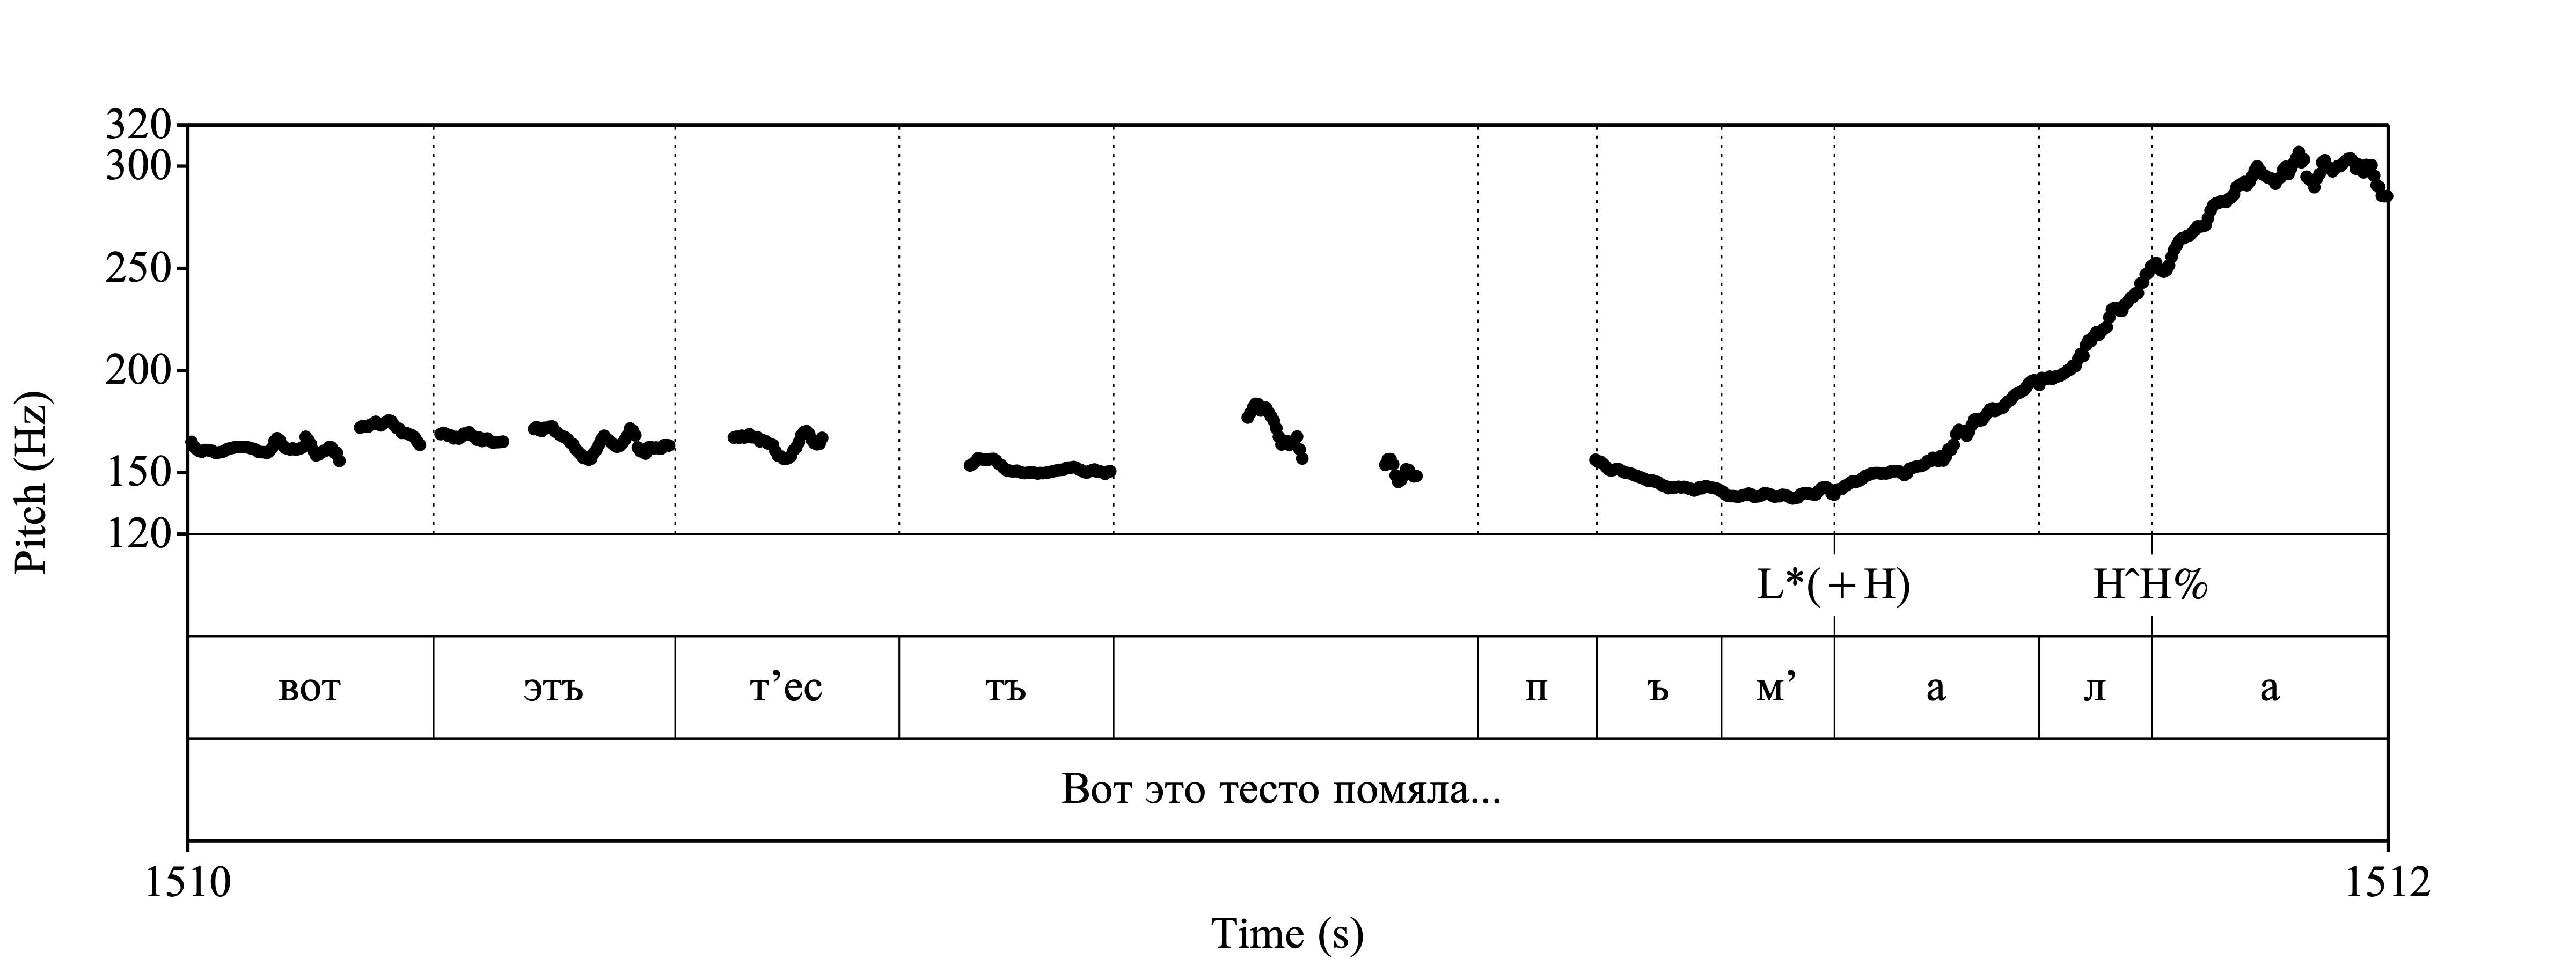 320
300
250
200
150
120
Pitch (Hz)
L*(+H) H^H%
вот этъ т’ес тъ п ъ м’ а л а
Вот это тесто помяла...
1510 1512
Time (s)